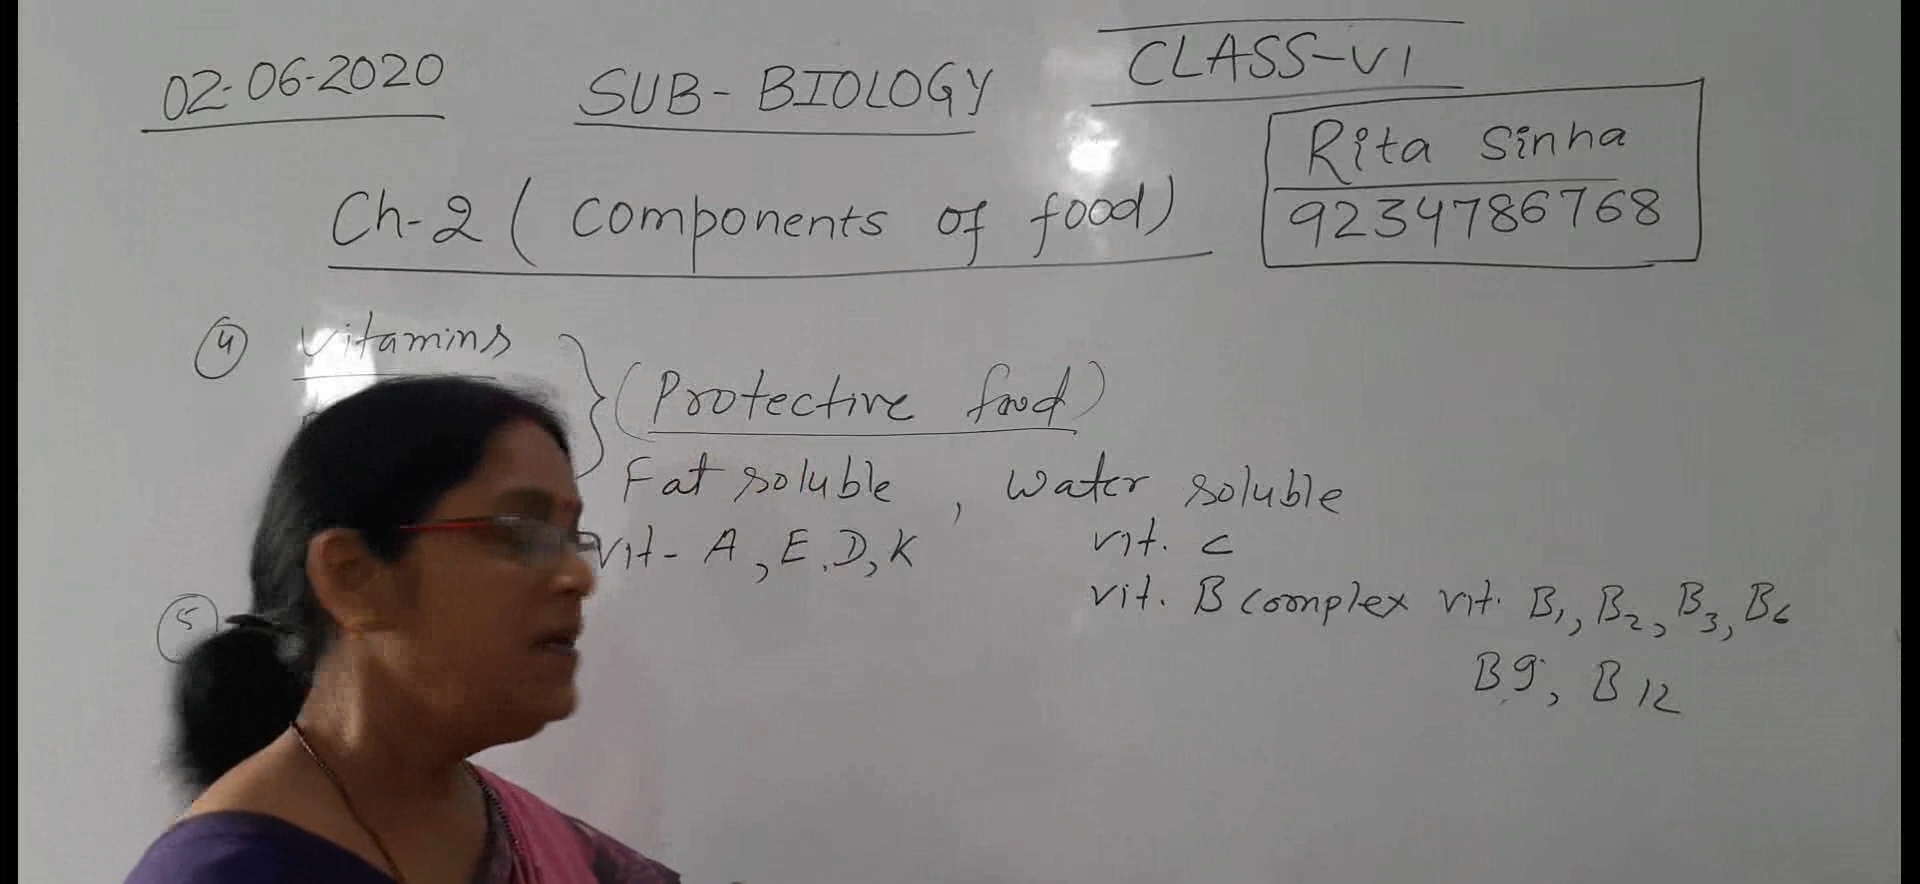 02-06-2020 SUB-BIOLOGY CLASS-VI
Rita Sinha
9234786768
Ch-2 ( Components of food)
4 Vitamins
(Protective food)
Fat soluble , Water soluble
vit- A, E, D, K vit. C
vit. B complex vit. B1, B2, B3, B6
B9, B12
5